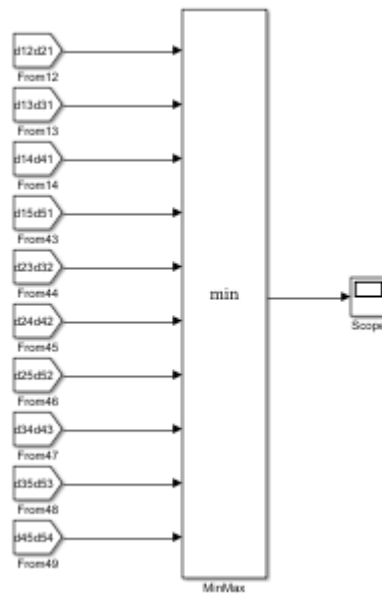 d12d21
From12
d13d31
From13
d14d41
From14
d15d51
From43
d23d32
From44
d24d42
From45
d25d52
From46
d34d43
From47
d35d53
From48
d45d54
From49
min
MinMax
Scope